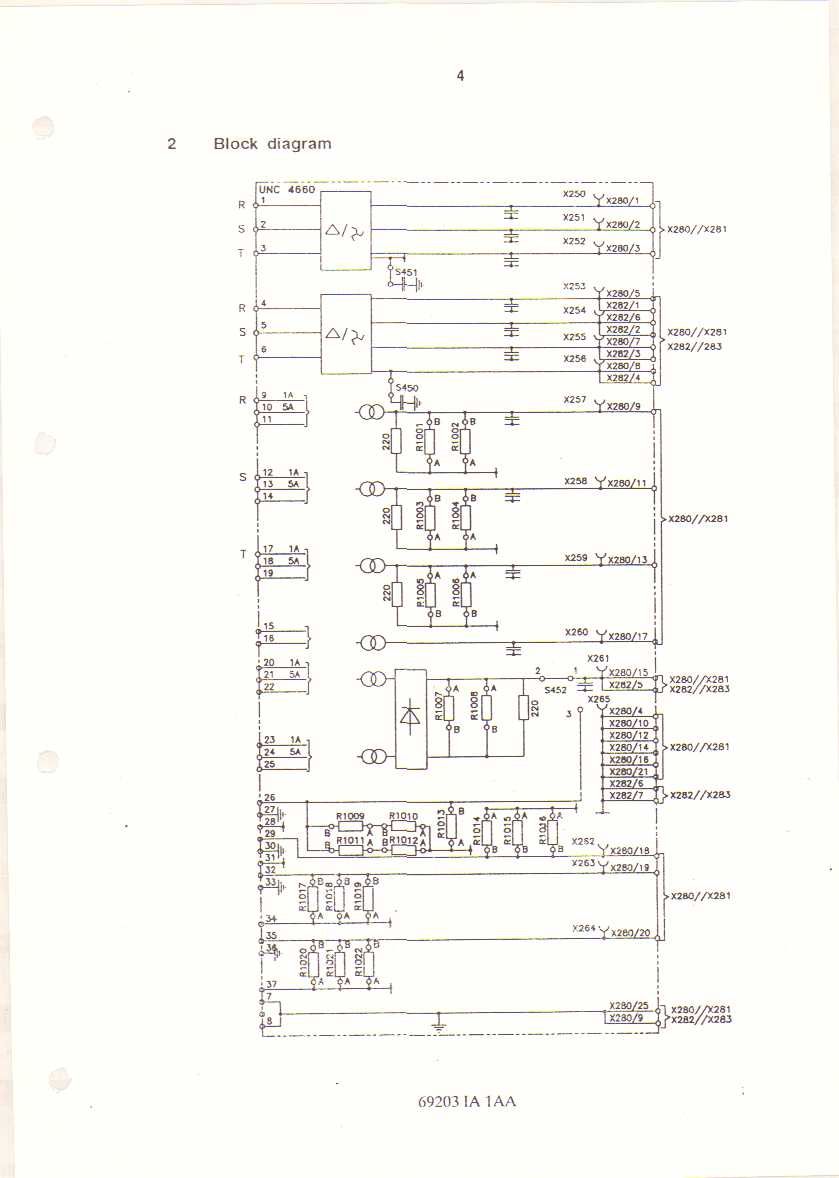 4
2 Block diagram
UNC 4660
R 1 X250 X280/1
S 2 X251 X280/2 X280//X281
T 3 X252 X280/3
S451
X253 X280/5
R 4 X254 X282/1
X282/6
S 5 X255 X282/2 X280//X281
X280/7 X282//283
T 6 X256 X282/3
X280/8
X282/4
S450
R 9 1A X257 X280/9
10 5A
11
220 R1001 B A R1002 B A
S 12 1A X258 X280/11
13 5A
14
220 R1003 B A R1004 B A
X280//X281
T 17 1A X259 X280/13
18 5A
19
220 R1005 A B R1006 A B
15 X260 X280/17
16
X261
20 1A 2 1 X280/15 X280//X281
21 5A S452 X282/5 X282//X283
22
R1007 A B R1008 A B 220
3 X265 X280/4
X280/10
X280/12
23 1A X280/14 X280//X281
24 5A X280/16
25 X280/21
X282/6 X282//X283
26 X282/7
27
28 R1009 R1010 R1013 B A R1014 A B R1015 A B R1016 A B
B A B A
29 R1011 R1012
B A B A
30 X262 X280/18
31 X263 X280/19
32
33 R1017 B A R1018 B A R1019 B A
X280//X281
34
35 X264 X280/20
36 R1020 B A R1021 B A R1022 B A
37
7 X280/25 X280//X281
8 X280/9 X282//X283
69203 IA 1AA